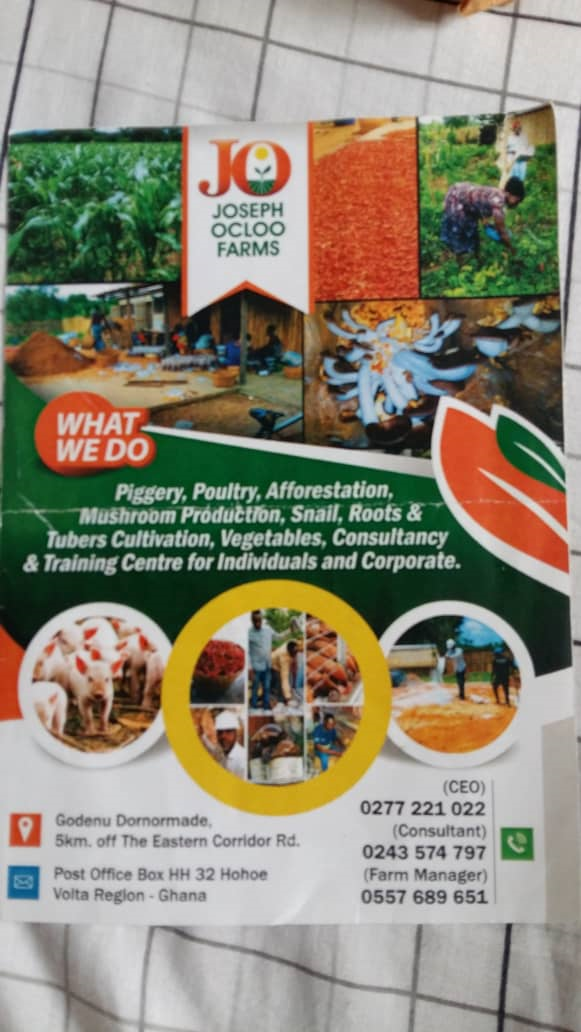 JO
JOSEPH
OCLOO
FARMS
WHAT
WE DO
Piggery, Poultry, Afforestation,
Mushroom Production, Snail, Roots &
Tubers Cultivation, Vegetables, Consultancy
& Training Centre for Individuals and Corporate.
Godenu Dornormade,
5km. off The Eastern Corridor Rd.
Post Office Box HH 32 Hohoe
Volta Region - Ghana
(CEO)
0277 221 022
(Consultant)
0243 574 797
(Farm Manager)
0557 689 651